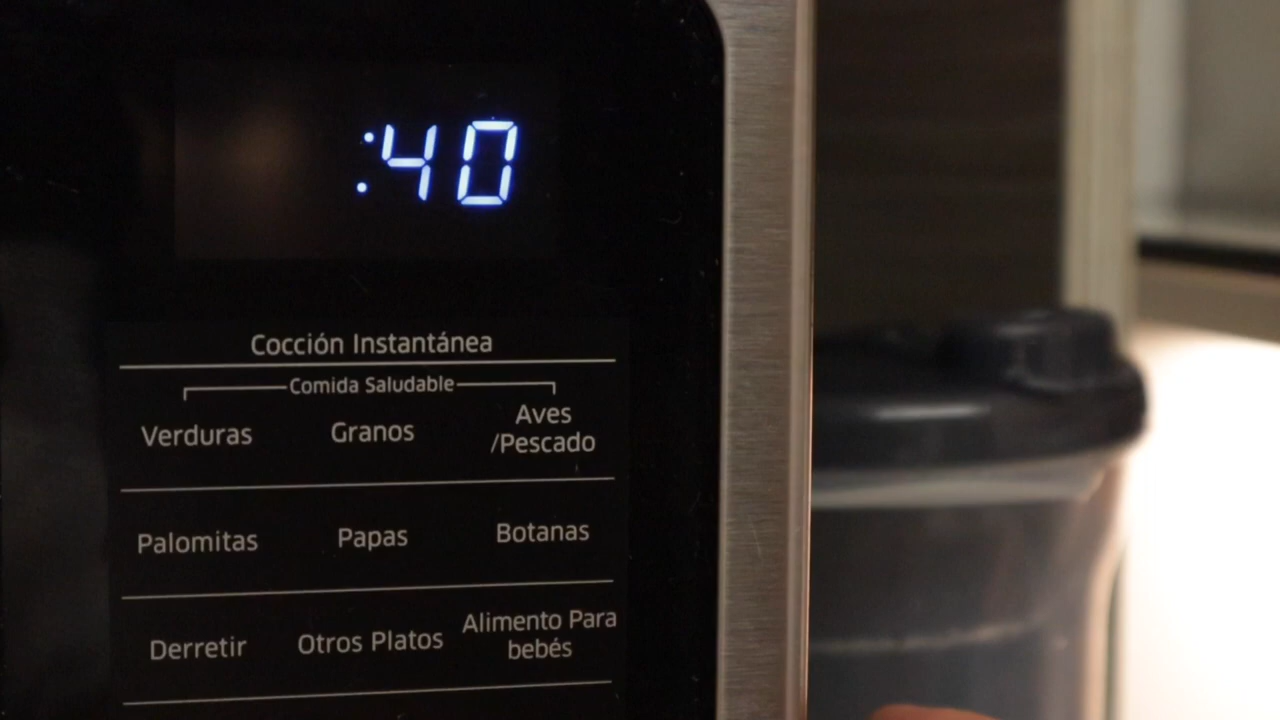 :40
Cocción Instantánea
Comida Saludable
Verduras Granos Aves
/Pescado
Palomitas Papas Botanas
Derretir Otros Platos Alimento Para
bebés